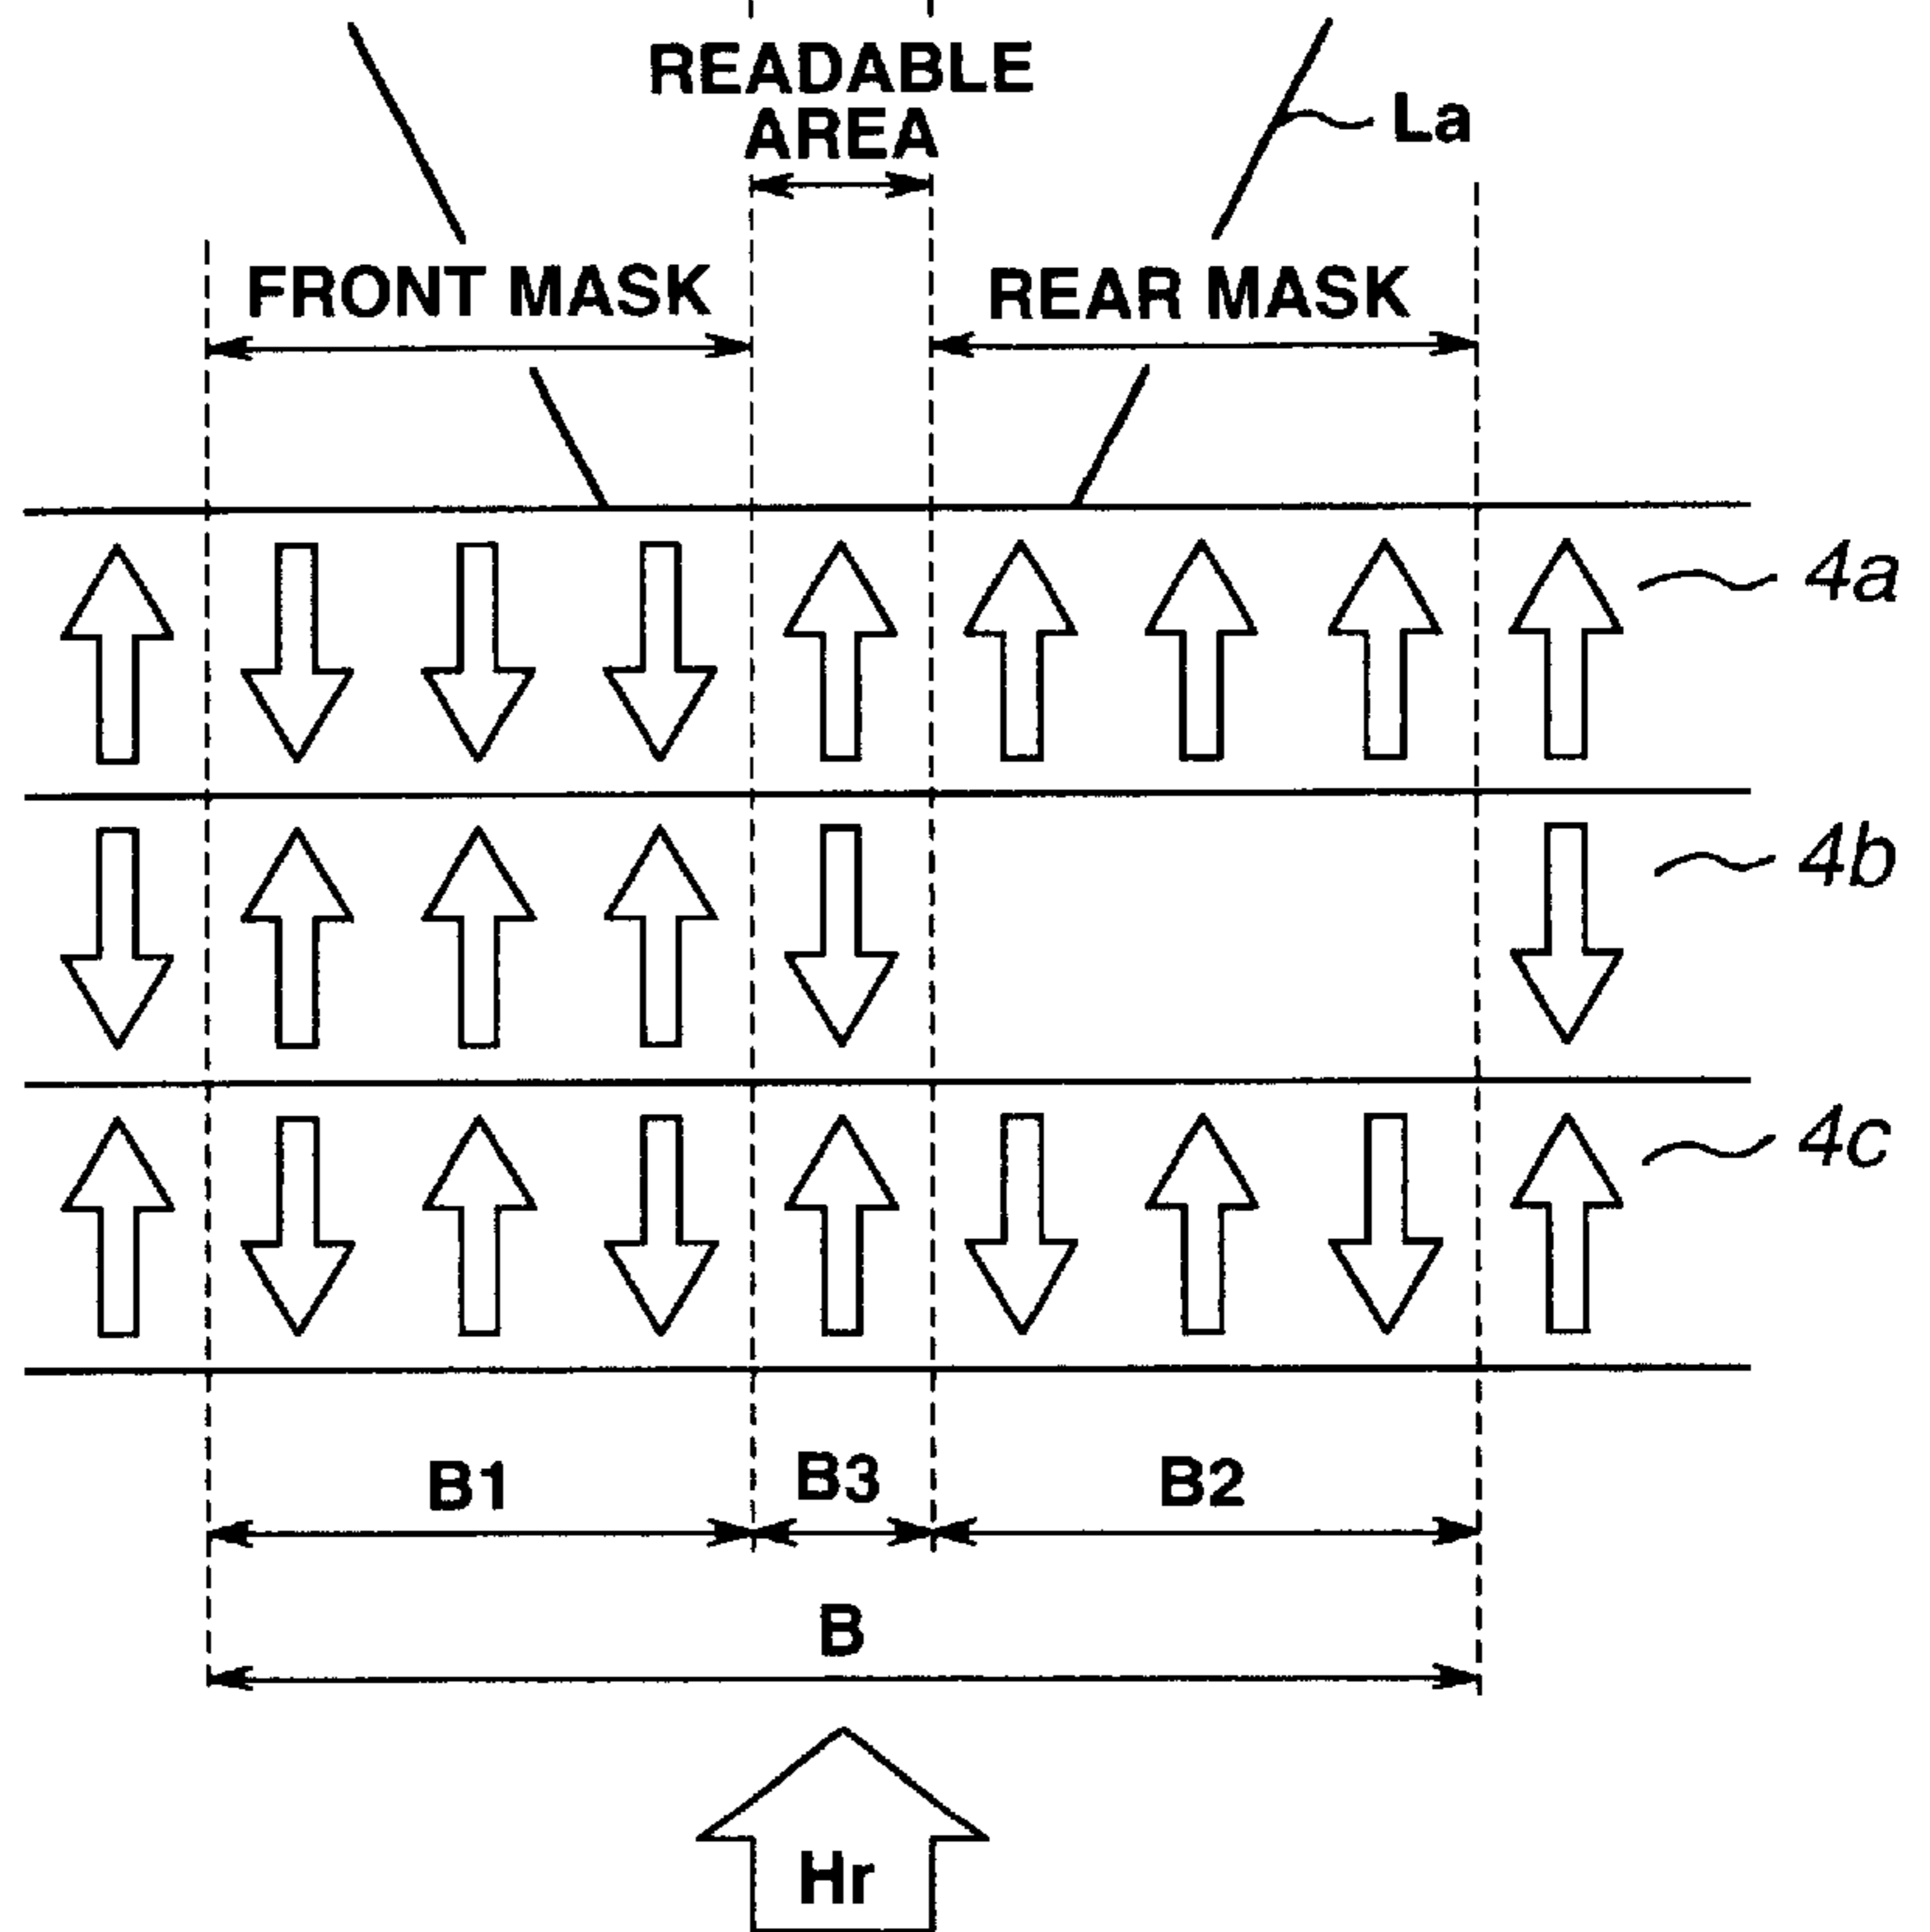 READABLE
AREA
La
FRONT MASK
REAR MASK
4a
4b
4c
B1
B3
B2
B
Hr